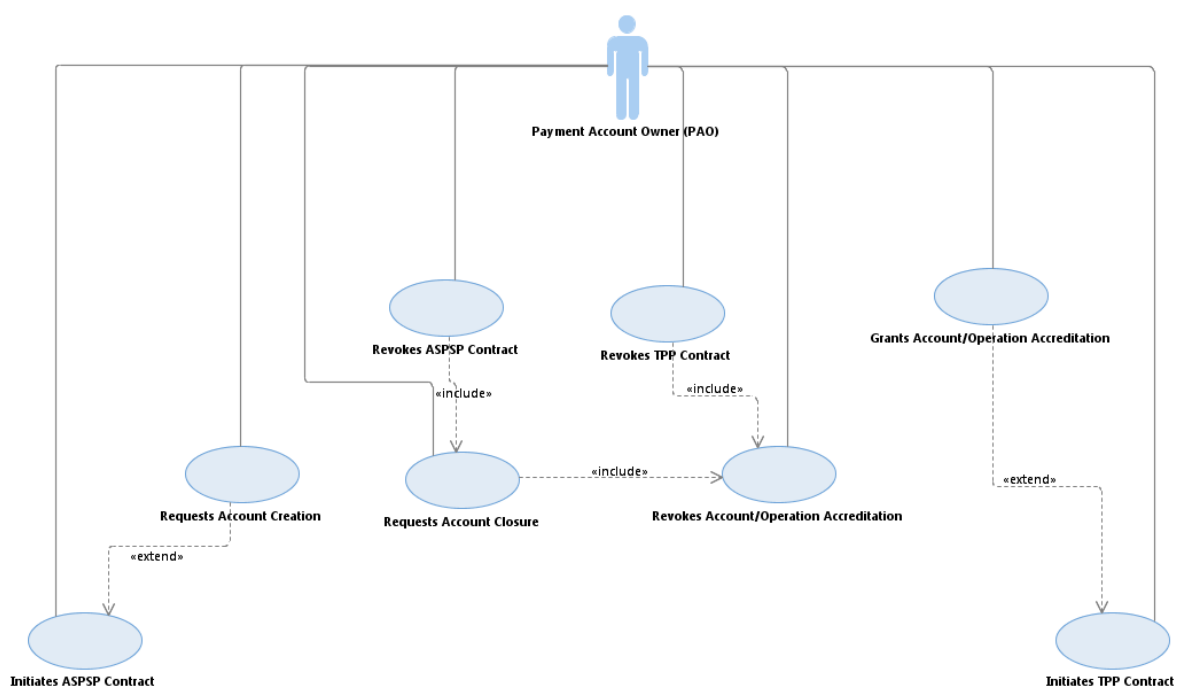 Payment Account Owner (PAO)
Grants Account/Operation Accreditation
Revokes ASPSP Contract
Revokes TPP Contract
«include»
«include»
«include»
«extend»
Requests Account Creation
Requests Account Closure
Revokes Account/Operation Accreditation
«extend»
Initiates ASPSP Contract
Initiates TPP Contract